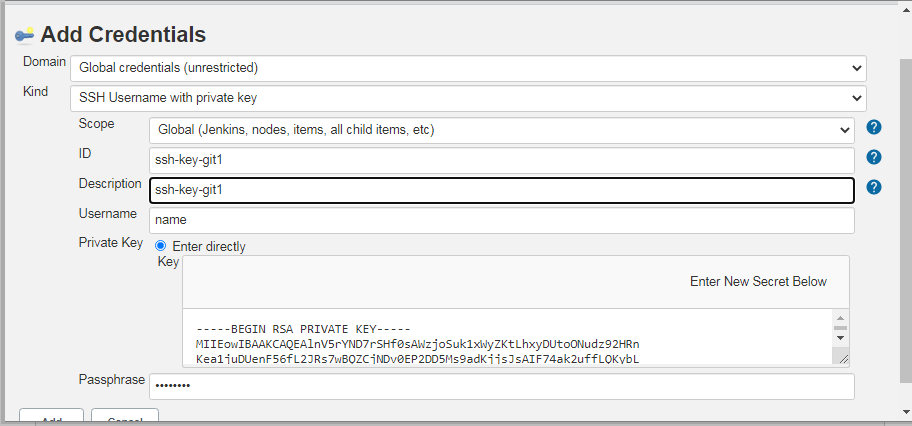 Add Credentials
Domain Global credentials (unrestricted)
Kind SSH Username with private key
Scope Global (Jenkins, nodes, items, all child items, etc)
ID ssh-key-git1
Description ssh-key-git1
Username name
Private Key Enter directly
Key
Enter New Secret Below
-----BEGIN RSA PRIVATE KEY-----
MIIEowIBAAKCAQEAlnV5rYND7rSHf0sAWzjoSuk1xWyZKtLhxyDUtoONudz92HRn
Kea1juDUenF56fL2JRs7wBQZCjNDv0EP2DD5Ms9adKjjsJsAIF74ak2uffLQKybL
Passphrase ••••••••
Add Cancel